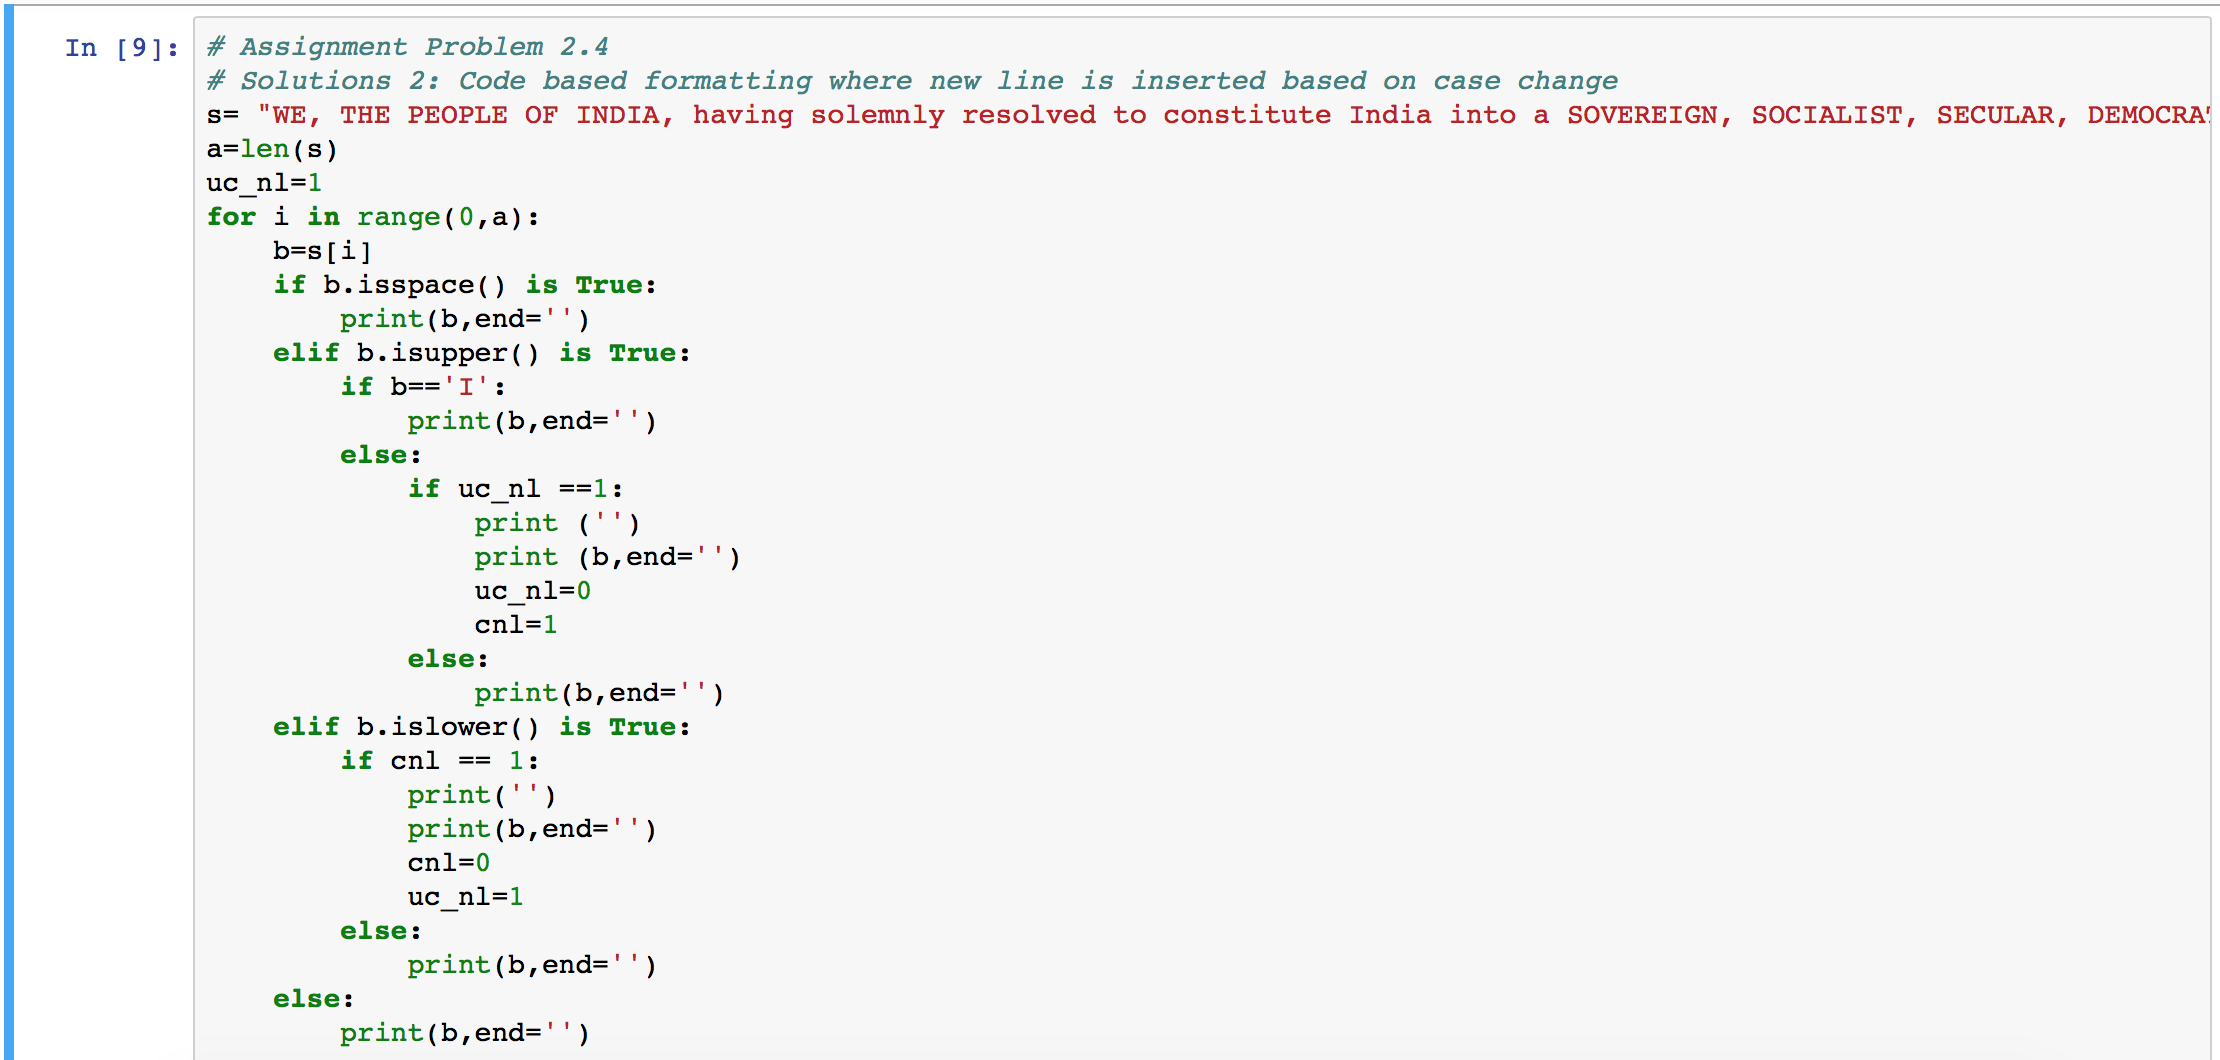 In [9]:
# Assignment Problem 2.4
# Solutions 2: Code based formatting where new line is inserted based on case change
s= "WE, THE PEOPLE OF INDIA, having solemnly resolved to constitute India into a SOVEREIGN, SOCIALIST, SECULAR, DEMOCRA
a=len(s)
uc_nl=1
for i in range(0,a):
    b=s[i]
    if b.isspace() is True:
        print(b,end='')
    elif b.isupper() is True:
        if b=='I':
            print(b,end='')
        else:
            if uc_nl ==1:
                print ('')
                print (b,end='')
                uc_nl=0
                cnl=1
            else:
                print(b,end='')
    elif b.islower() is True:
        if cnl == 1:
            print('')
            print(b,end='')
            cnl=0
            uc_nl=1
        else:
            print(b,end='')
    else:
        print(b,end='')